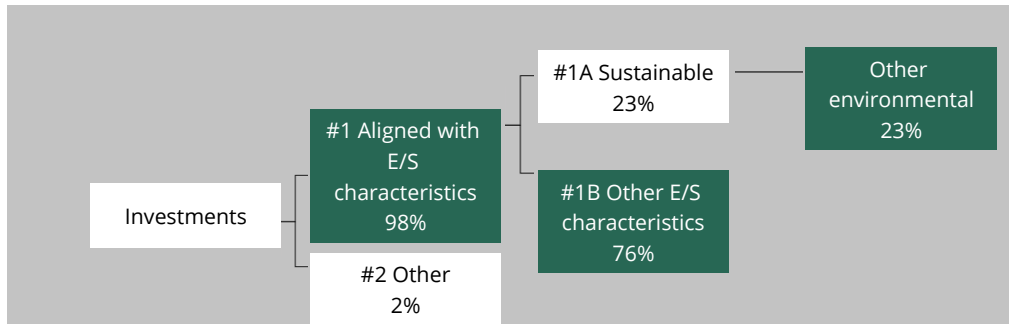 Investments
#1 Aligned with
E/S
characteristics
98%
#2 Other
2%
#1A Sustainable
23%
#1B Other E/S
characteristics
76%
Other
environmental
23%